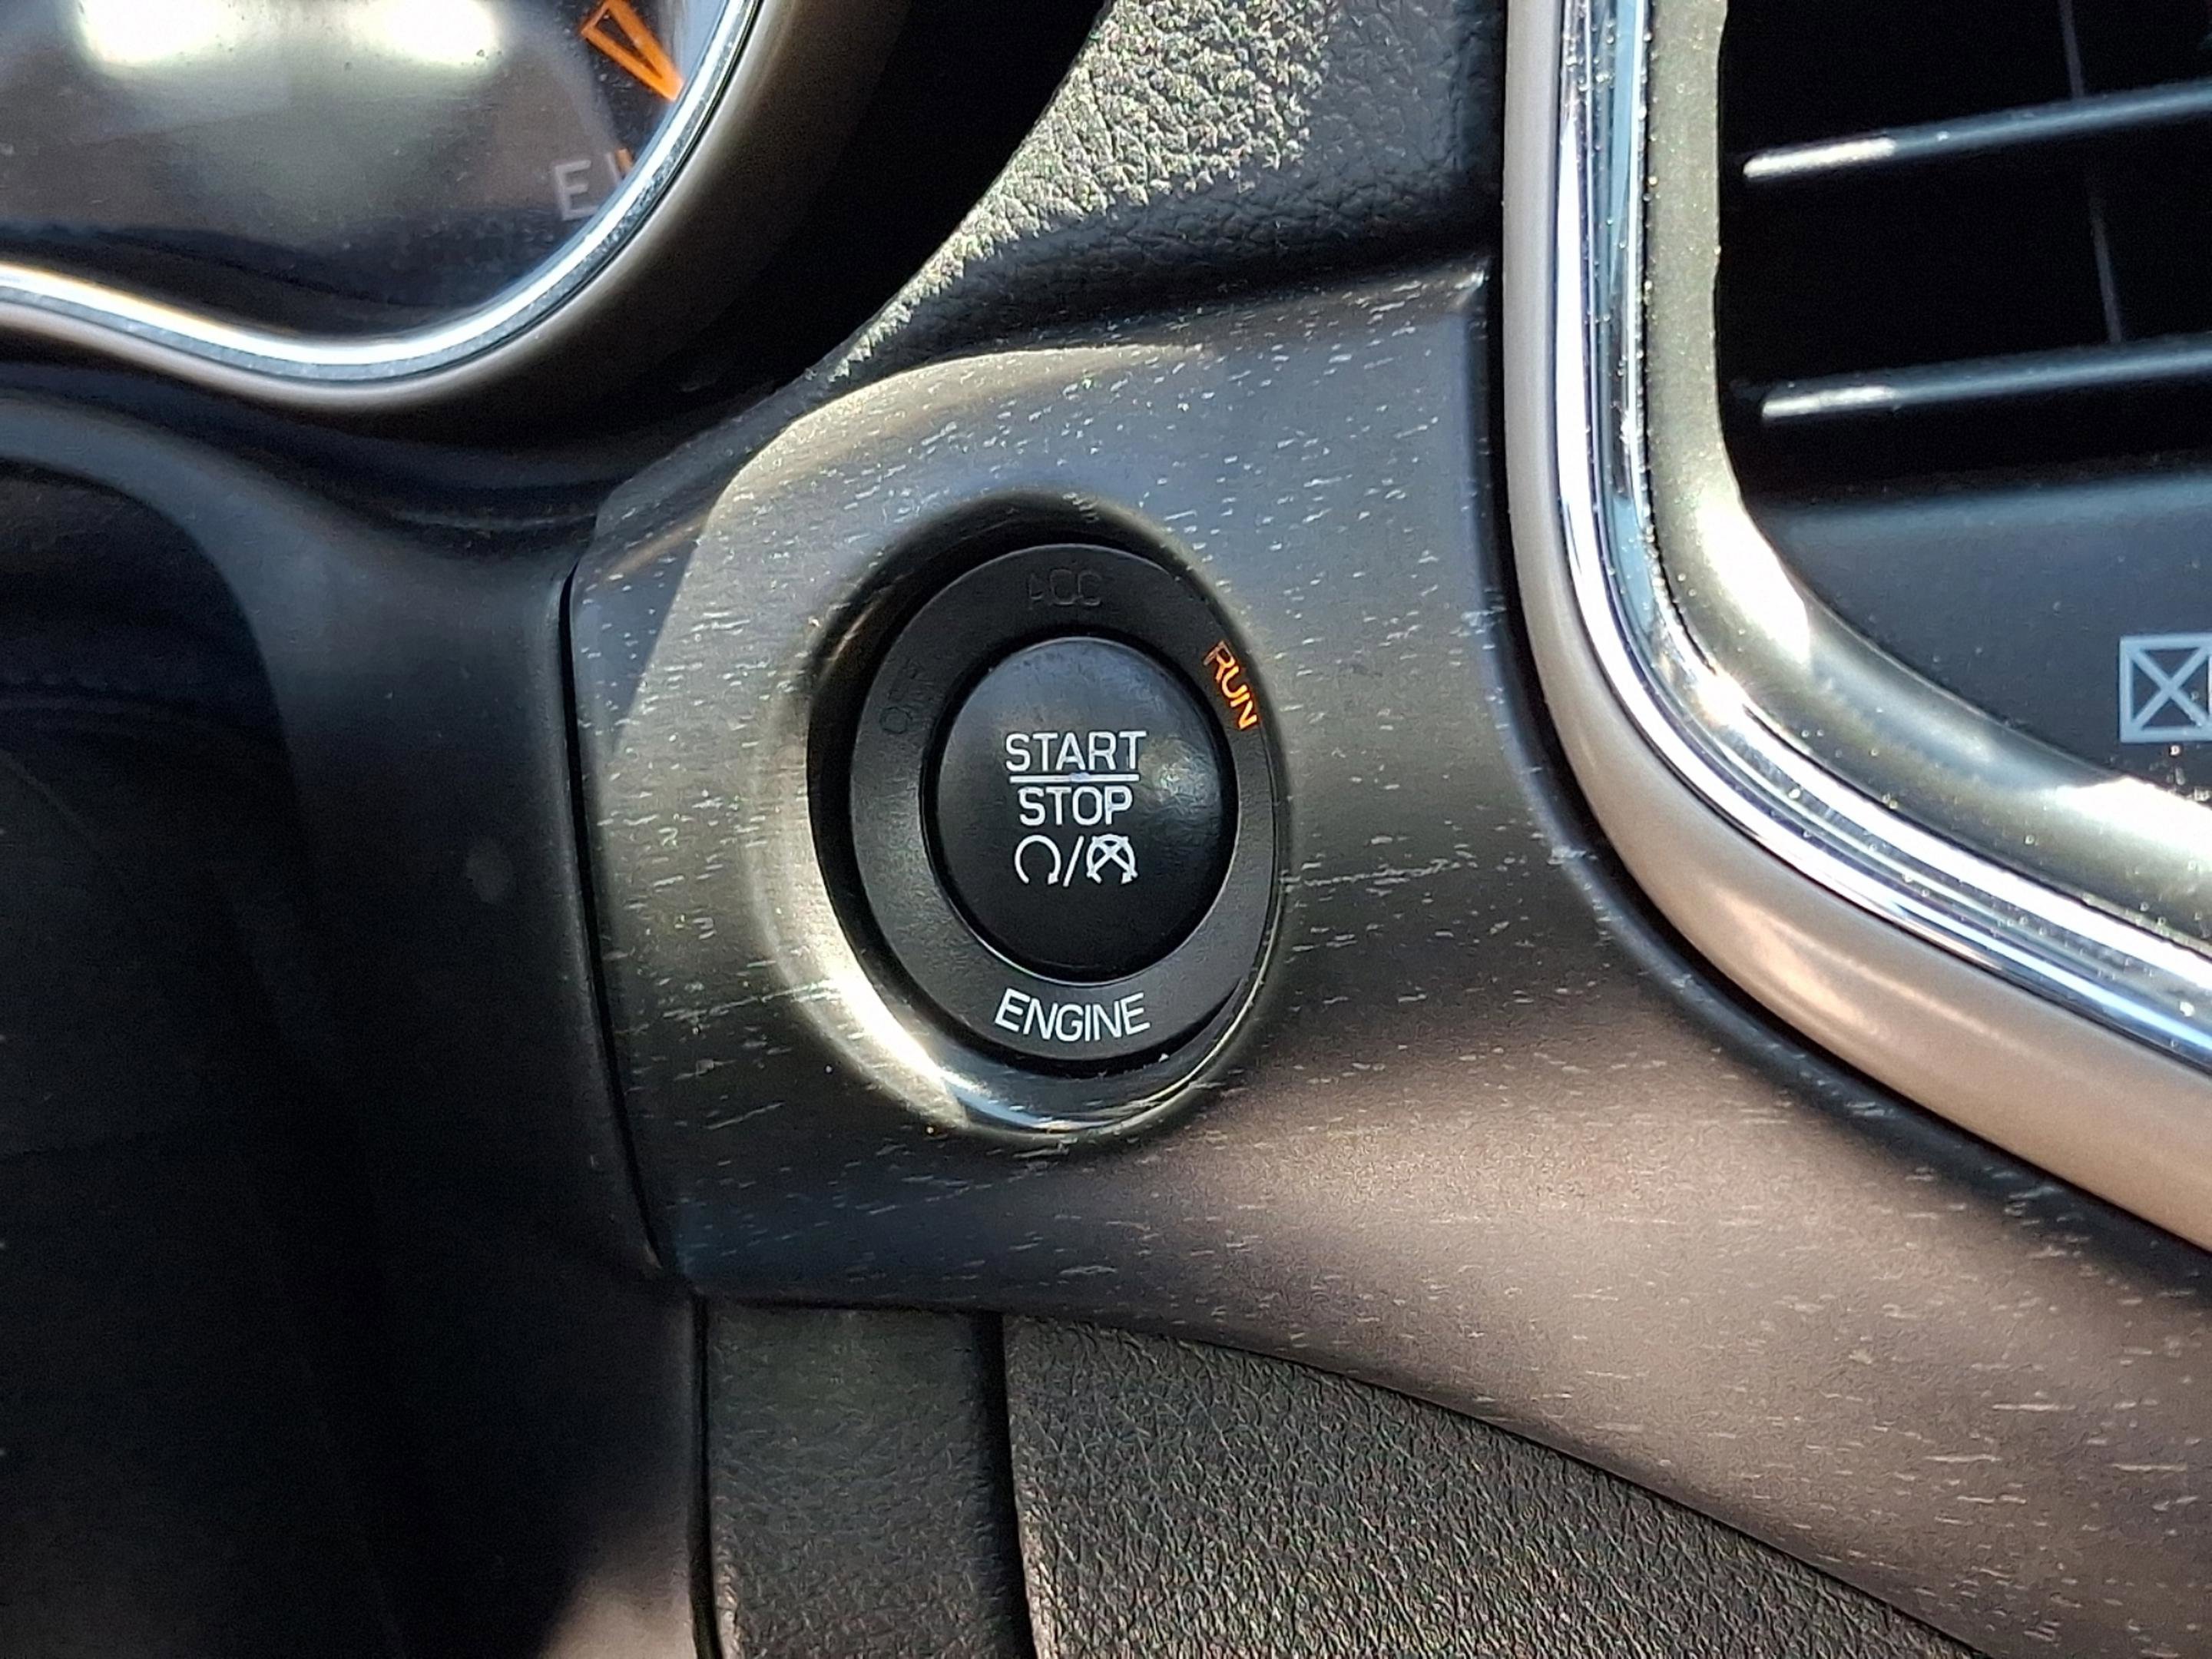 E
ACC
OFF
RUN
START
STOP
ENGINE